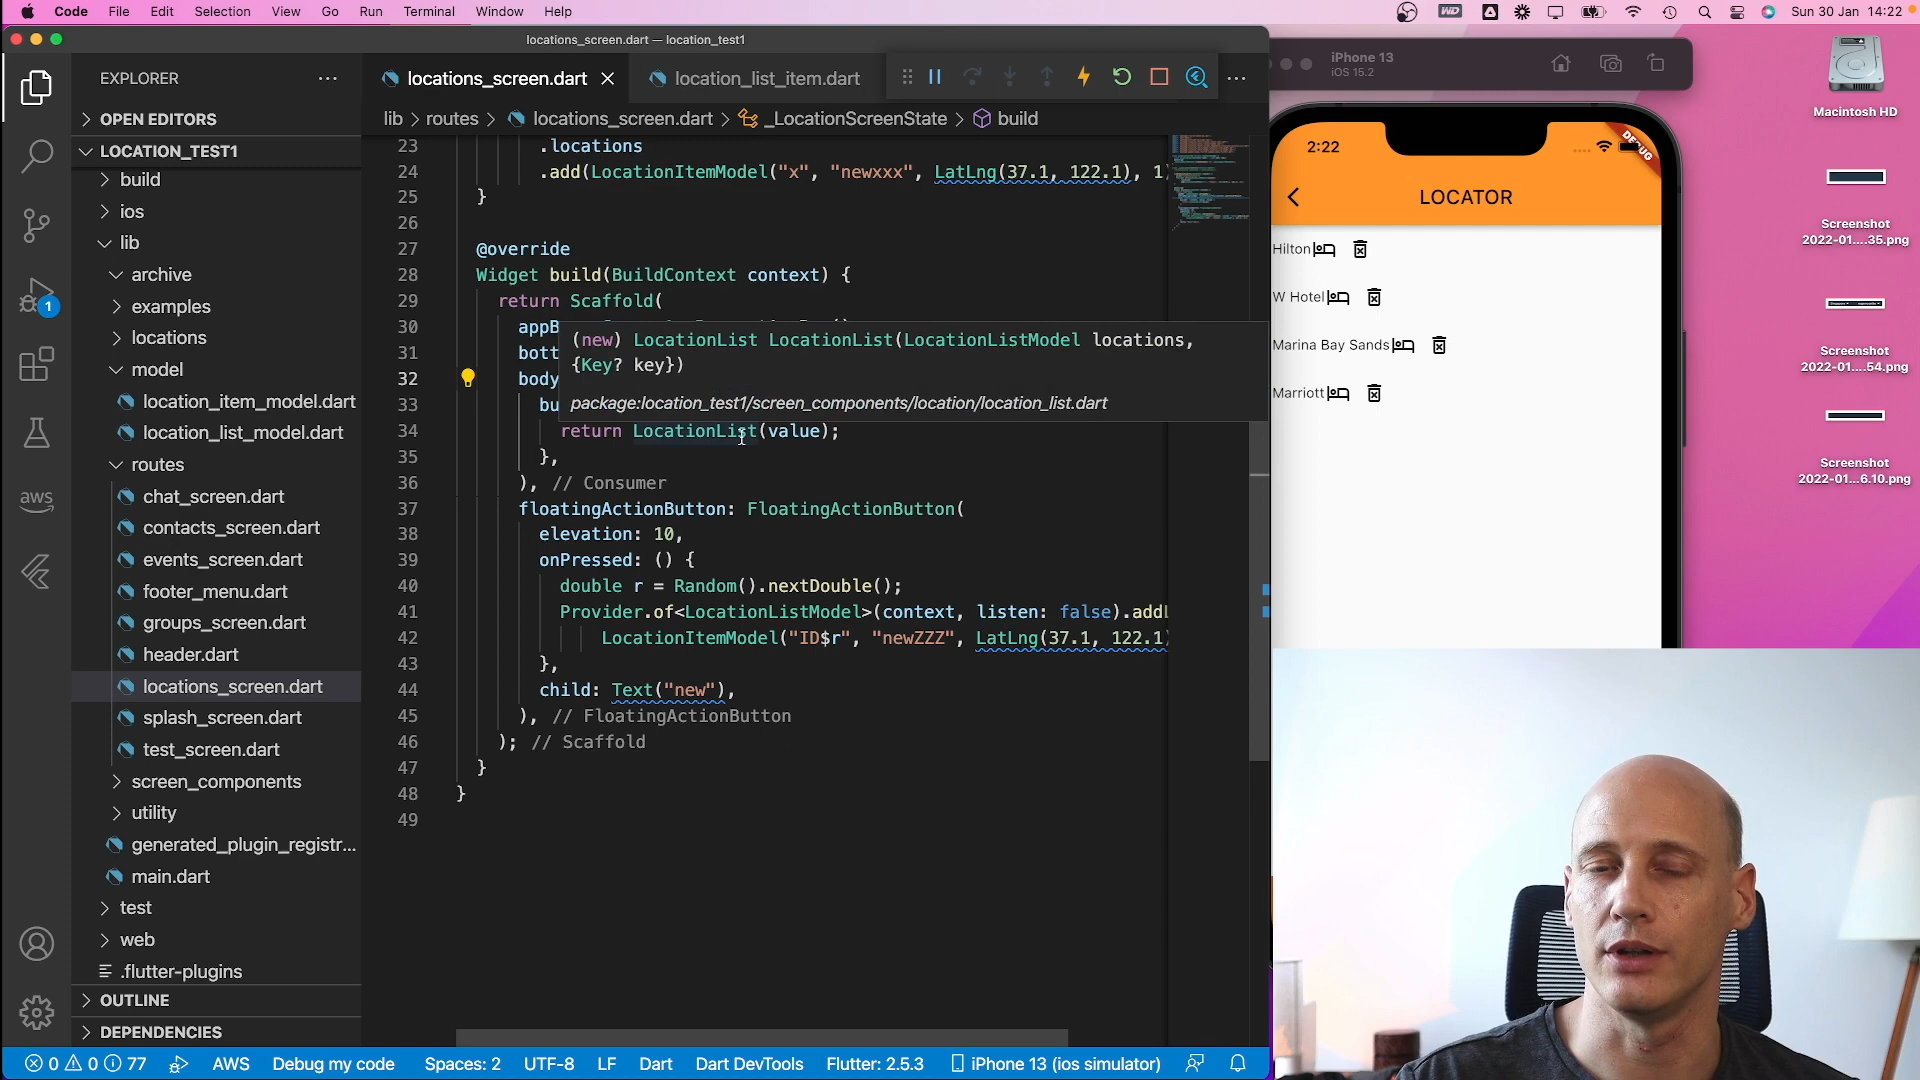 Code File Edit Selection View Go Run Terminal Window Help
WD
Sun 30 Jan 14:22
locations_screen.dart — location_test1
EXPLORER
OPEN EDITORS
LOCATION_TEST1
build
ios
lib
archive
examples
locations
model
location_item_model.dart
location_list_model.dart
routes
chat_screen.dart
contacts_screen.dart
events_screen.dart
footer_menu.dart
groups_screen.dart
header.dart
locations_screen.dart
splash_screen.dart
test_screen.dart
screen_components
utility
generated_plugin_registr...
main.dart
test
web
.flutter-plugins
OUTLINE
DEPENDENCIES
1
aws
locations_screen.dart
location_list_item.dart
lib > routes > locations_screen.dart > _LocationScreenState > build
23 .locations
24 .add(LocationItemModel("x", "newxxx", LatLng(37.1, 122.1), 1)
25 }
26
27 @override
28 Widget build(BuildContext context) {
29 return Scaffold(
30 appB
31 bott
32 body
33 bu
(new) LocationList LocationList(LocationListModel locations,
{Key? key})
package:location_test1/screen_components/location/location_list.dart
34 return LocationList(value);
35 },
36 ), // Consumer
37 floatingActionButton: FloatingActionButton(
38 elevation: 10,
39 onPressed: () {
40 double r = Random().nextDouble();
41 Provider.of<LocationListModel>(context, listen: false).addL
42 LocationItemModel("ID$r", "newZZZ", LatLng(37.1, 122.1)
43 },
44 child: Text("new"),
45 ), // FloatingActionButton
46 ); // Scaffold
47 }
48 }
49
0 0 77 AWS Debug my code Spaces: 2 UTF-8 LF Dart Dart DevTools Flutter: 2.5.3 iPhone 13 (ios simulator)
iPhone 13
iOS 15.2
2:22
DEBUG
LOCATOR
Hilton
W Hotel
Marina Bay Sands
Marriott
Macintosh HD
Screenshot
2022-01....35.png
Screenshot
2022-01....54.png
Screenshot
2022-01...6.10.png